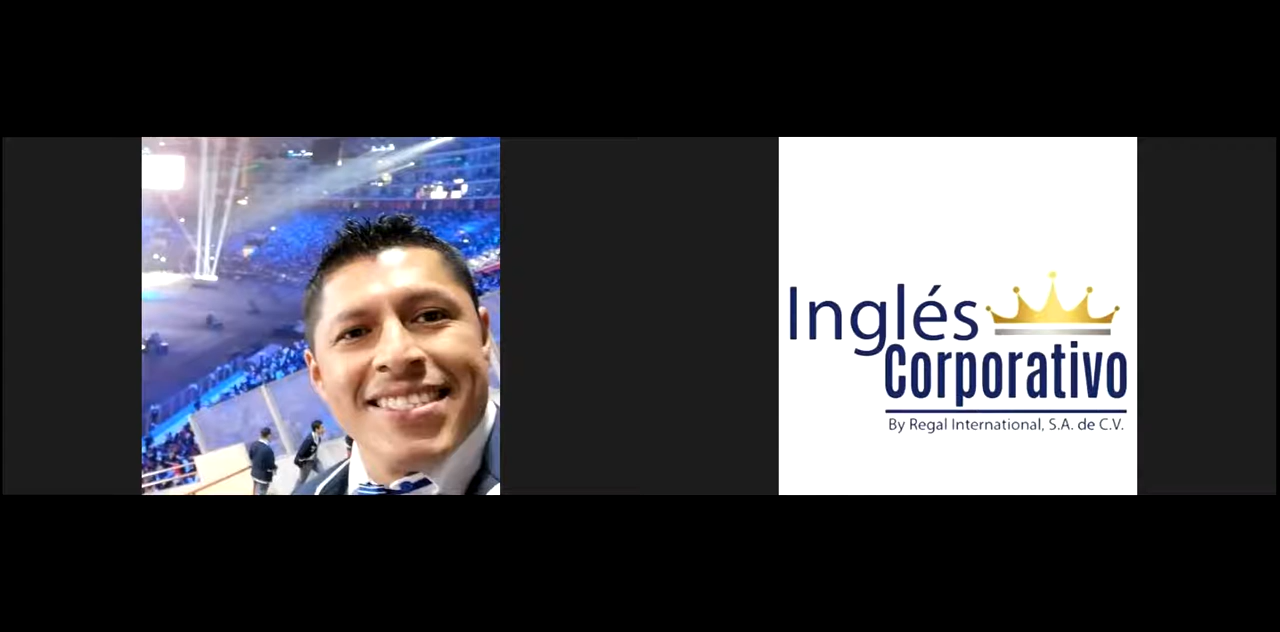 Inglés
Corporativo
By Regal International, S.A. de C.V.